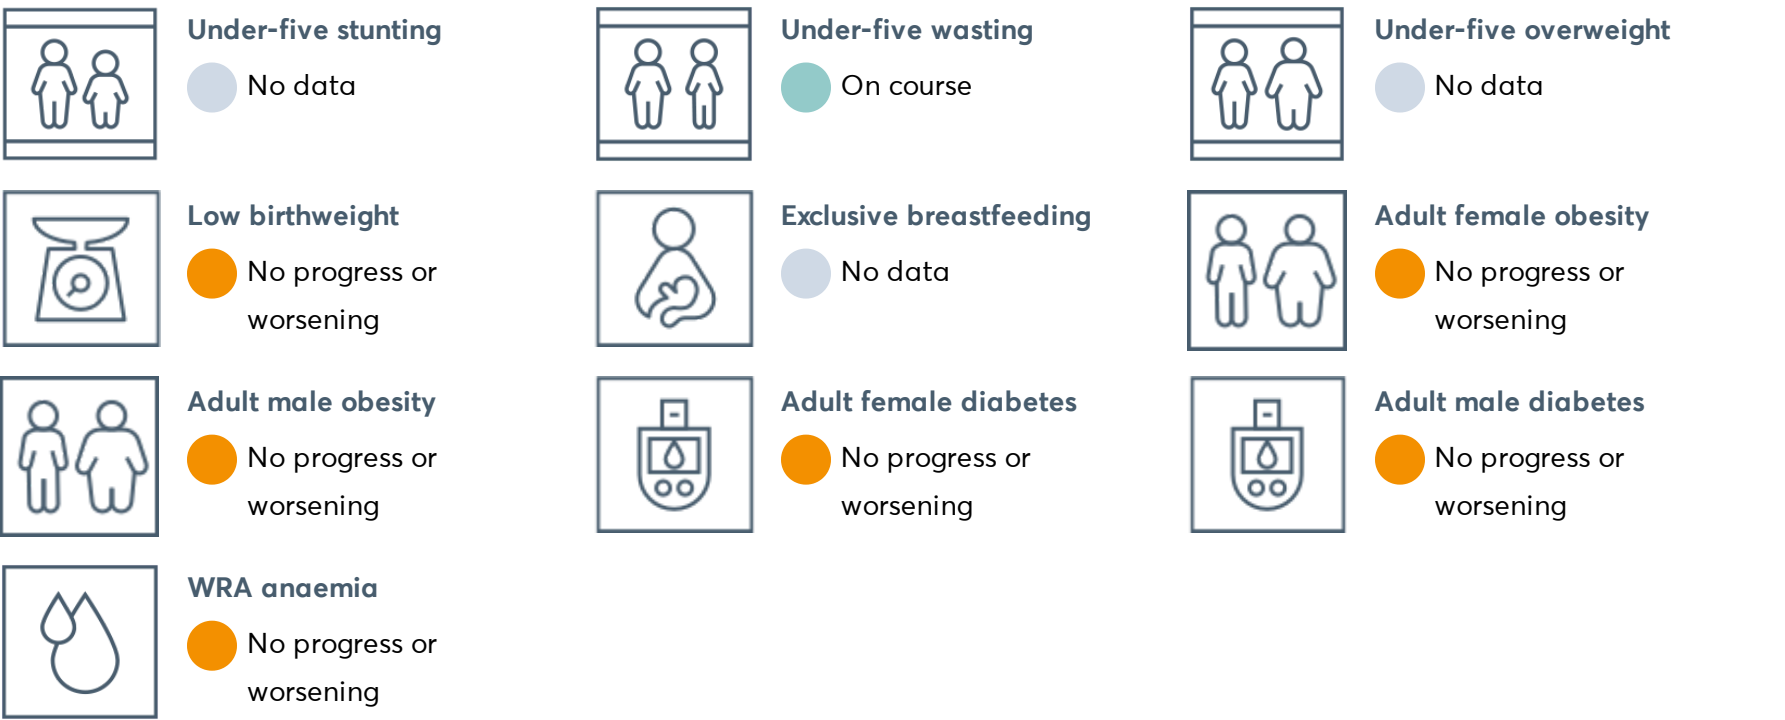 Under-five stunting
No data
Under-five wasting
On course
Under-five overweight
No data
Low birthweight
No progress or
worsening
Exclusive breastfeeding
No data
Adult female obesity
No progress or
worsening
Adult male obesity
No progress or
worsening
Adult female diabetes
No progress or
worsening
Adult male diabetes
No progress or
worsening
WRA anaemia
No progress or
worsening